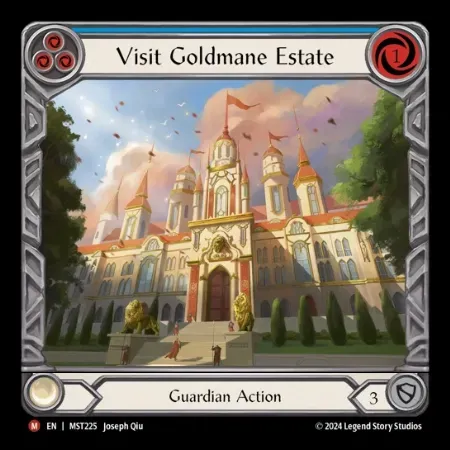 Visit Goldmane Estate
1
Guardian Action
3
M EN | MST225 Joseph Qiu
© 2024 Legend Story Studios